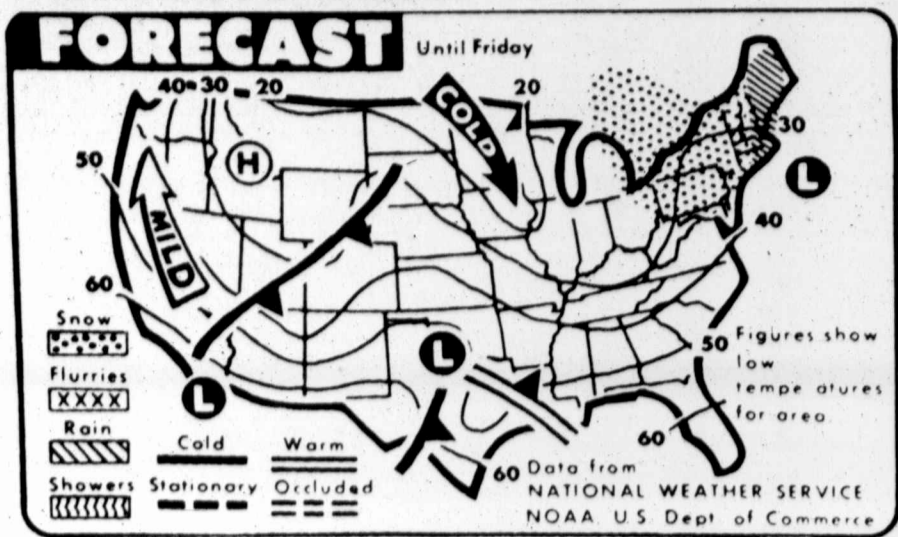 FORECAST
Until Friday
40 30 20
COLD
20
30
50
H
L
MILD
40
60
Snow
L
50
Figures show
low
tempe atures
for area.
Flurries
L
Rain
60
Cold Warm
60
Data from
Showers Stationary Occluded
NATIONAL WEATHER SERVICE
NOAA U.S. Dept. of Commerce